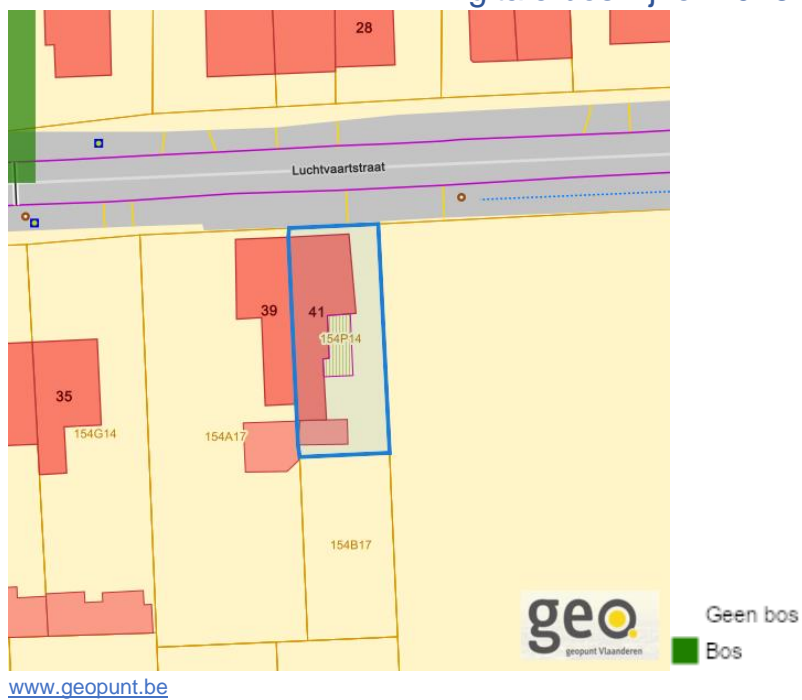 28
Luchtvaartstraat
39
41
154P14
35
154G14
154A17
154B17
geo
geopunt Vlaanderen
Geen bos
Bos
www.geopunt.be